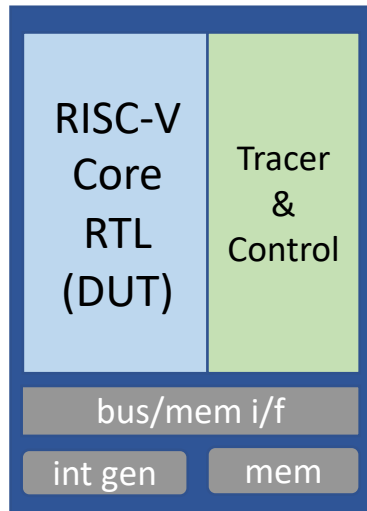 RISC-V
Core
RTL
(DUT)
Tracer
&
Control
bus/mem i/f
int gen
mem